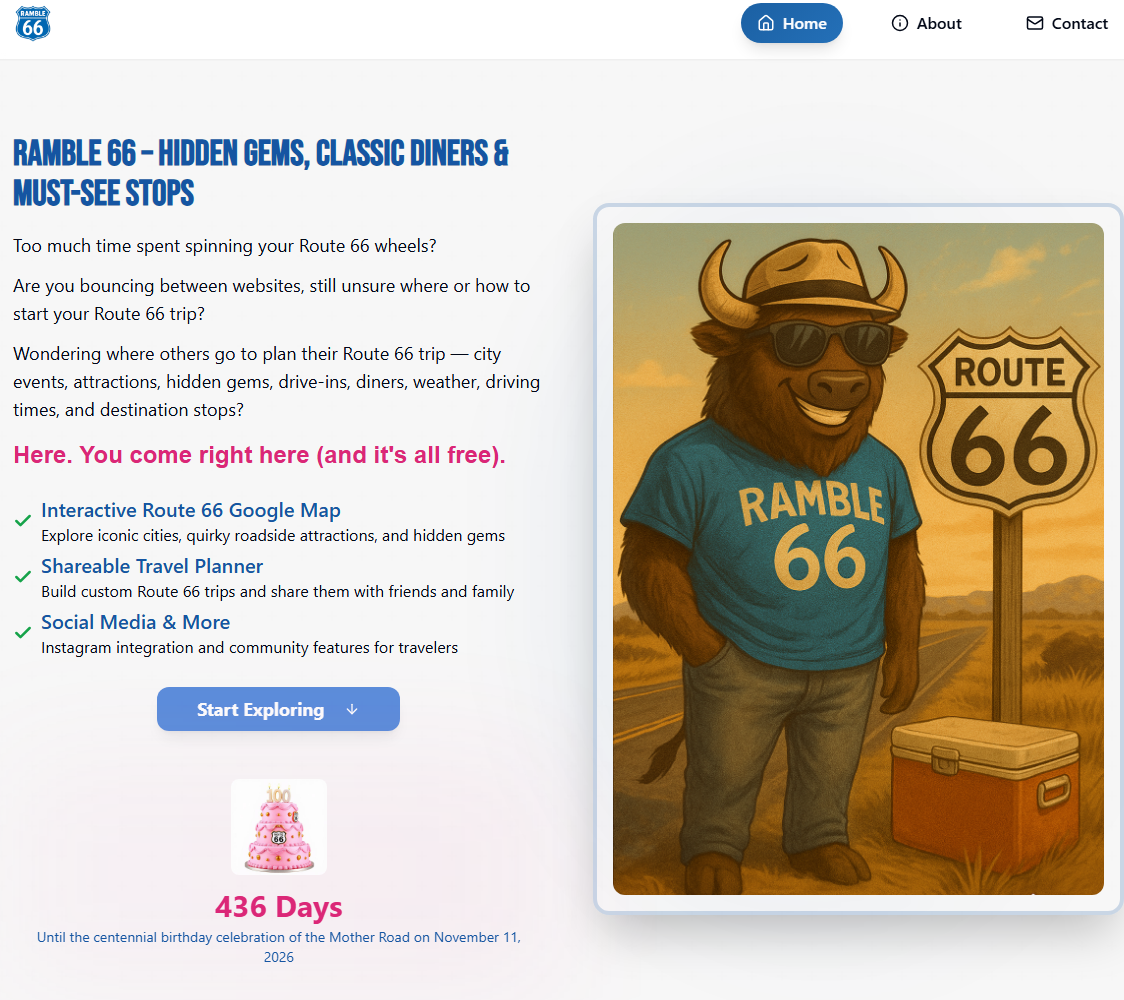 RAMBLE
66
Home
About
Contact
RAMBLE 66 – HIDDEN GEMS, CLASSIC DINERS &
MUST-SEE STOPS
Too much time spent spinning your Route 66 wheels?
Are you bouncing between websites, still unsure where or how to
start your Route 66 trip?
Wondering where others go to plan their Route 66 trip — city
events, attractions, hidden gems, drive-ins, diners, weather, driving
times, and destination stops?
Here. You come right here (and it's all free).
Interactive Route 66 Google Map
Explore iconic cities, quirky roadside attractions, and hidden gems
Shareable Travel Planner
Build custom Route 66 trips and share them with friends and family
Social Media & More
Instagram integration and community features for travelers
Start Exploring
100
66
436 Days
Until the centennial birthday celebration of the Mother Road on November 11,
2026
ROUTE
66
RAMBLE
66